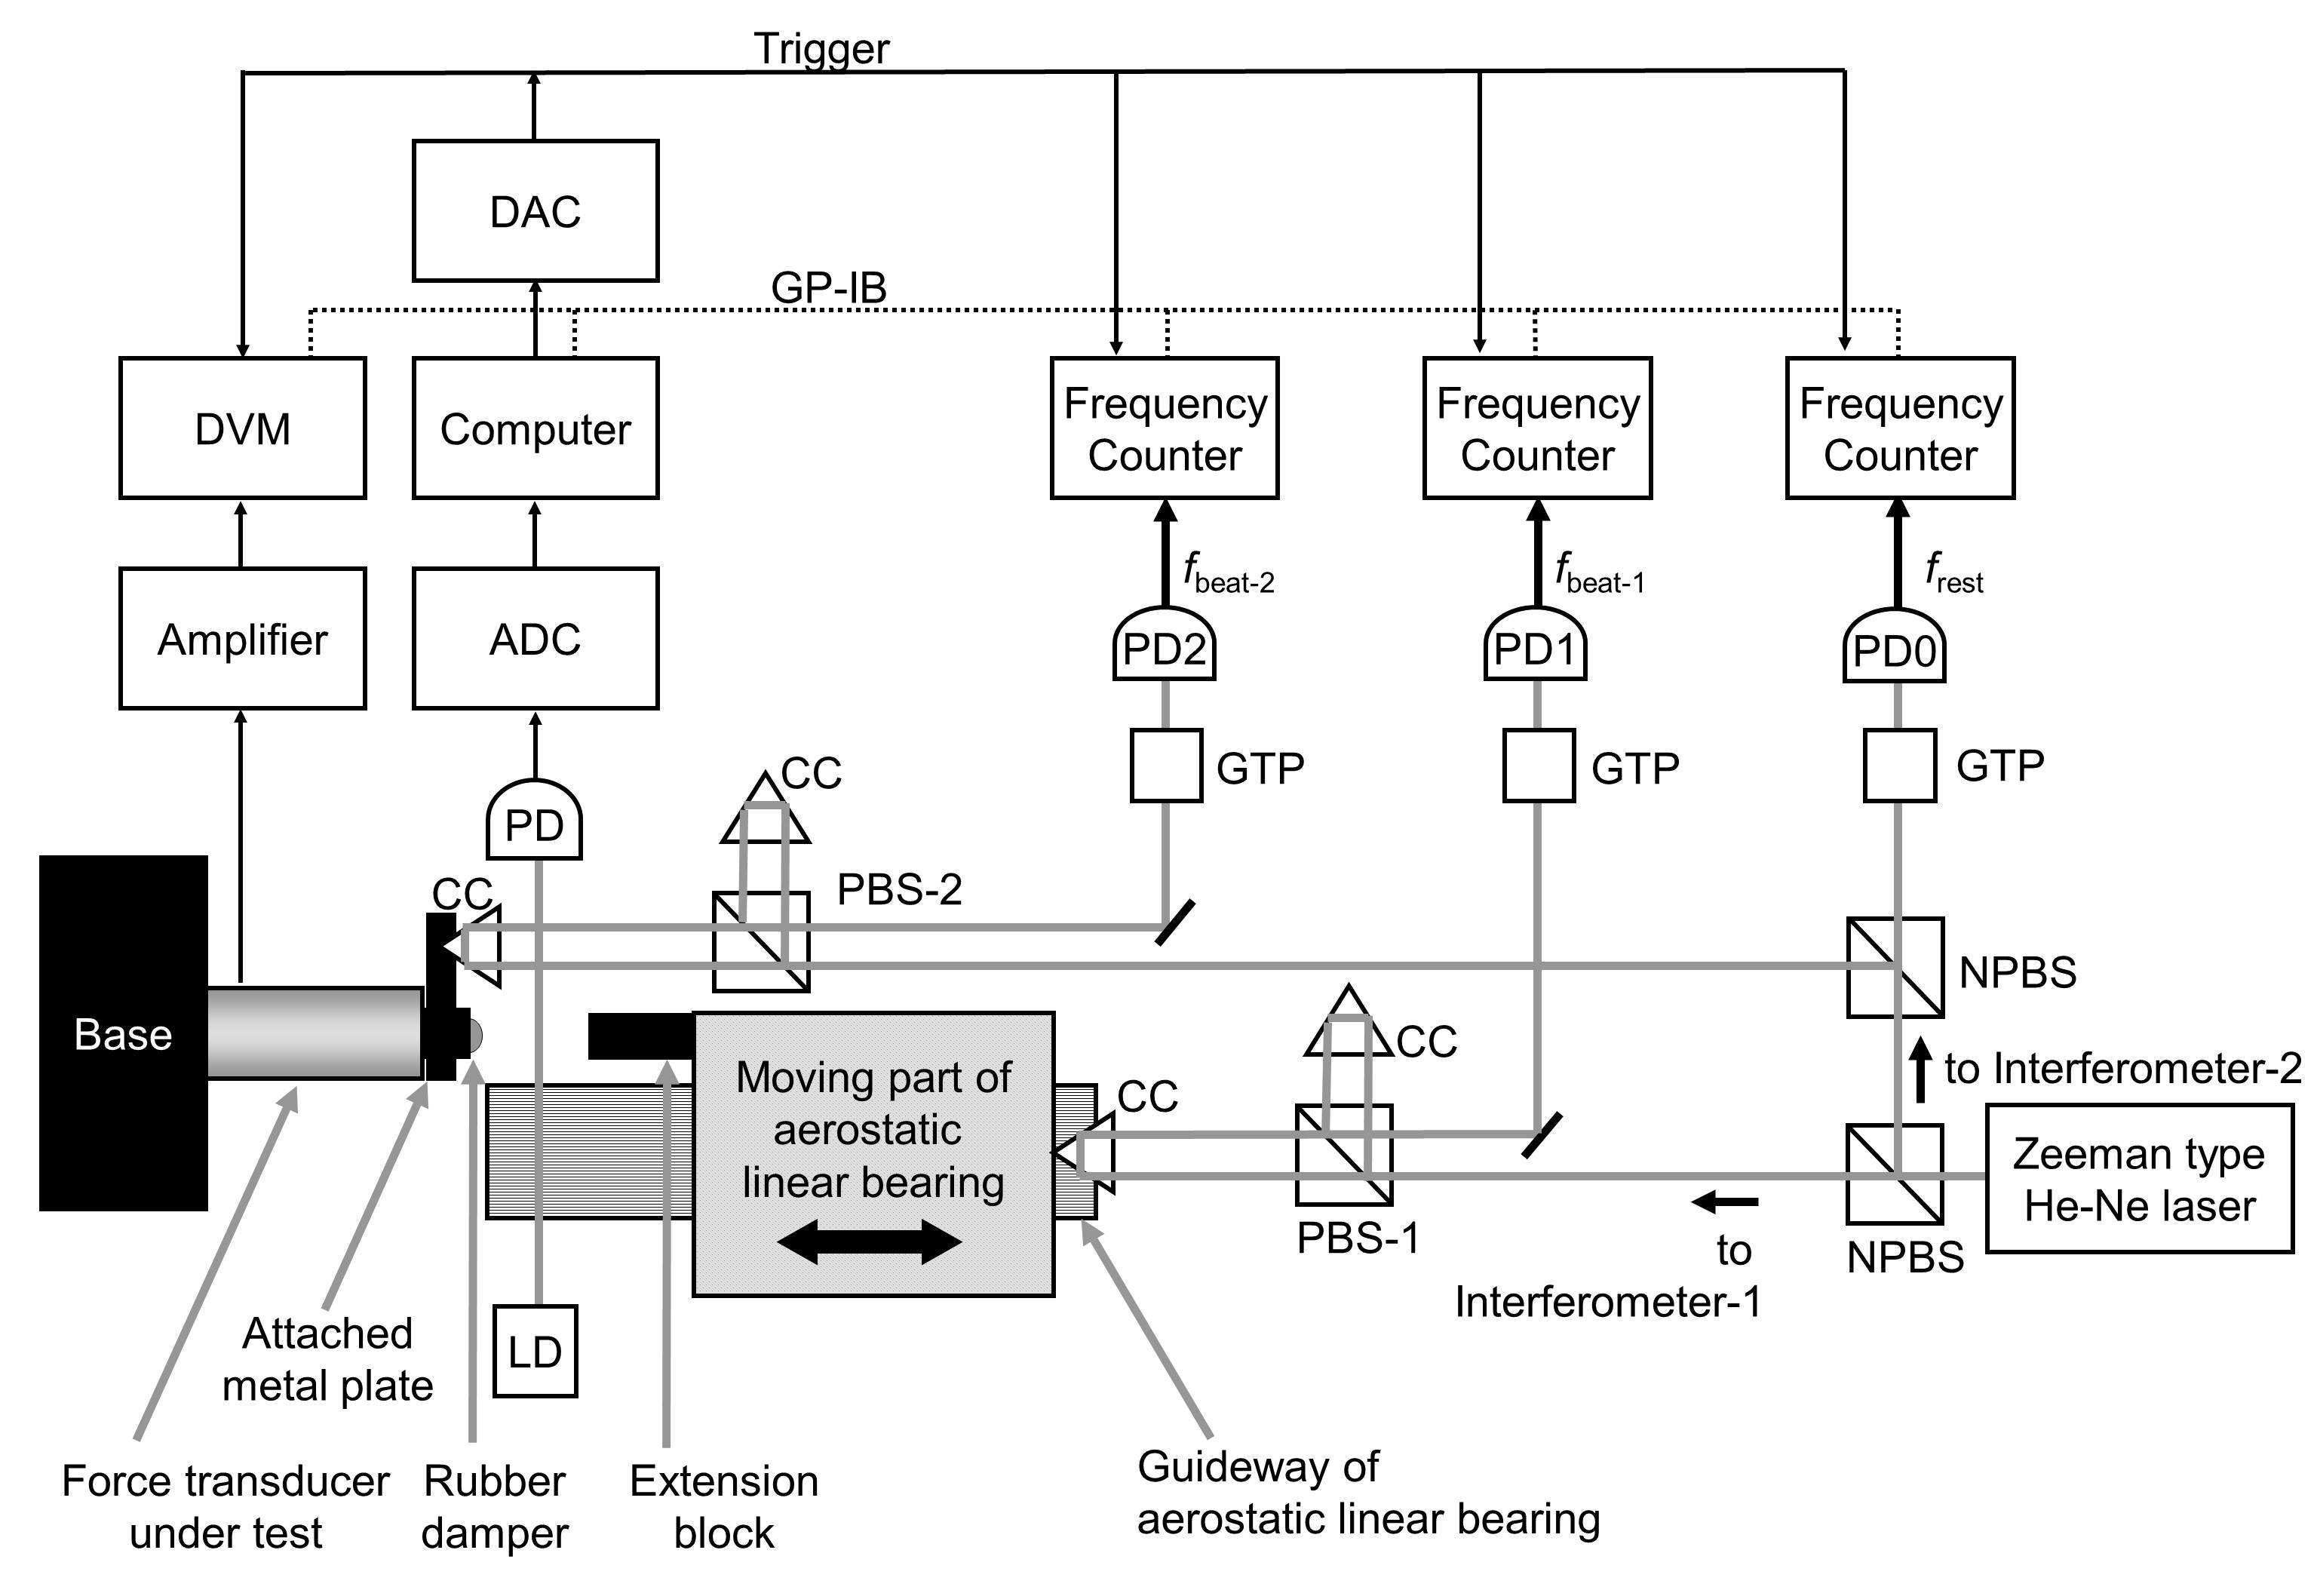 Trigger
DAC
GP-IB
DVM
Computer
Frequency
Counter
Frequency
Counter
Frequency
Counter
Amplifier
ADC
fbeat-2
fbeat-1
frest
PD2
PD1
PD0
GTP
GTP
GTP
PD
CC
CC
PBS-2
NPBS
Base
Moving part of
aerostatic
linear bearing
CC
CC
to Interferometer-2
Zeeman type
He-Ne laser
PBS-1
to
Interferometer-1
NPBS
LD
Attached
metal plate
Force transducer
under test
Rubber
damper
Extension
block
Guideway of
aerostatic linear bearing